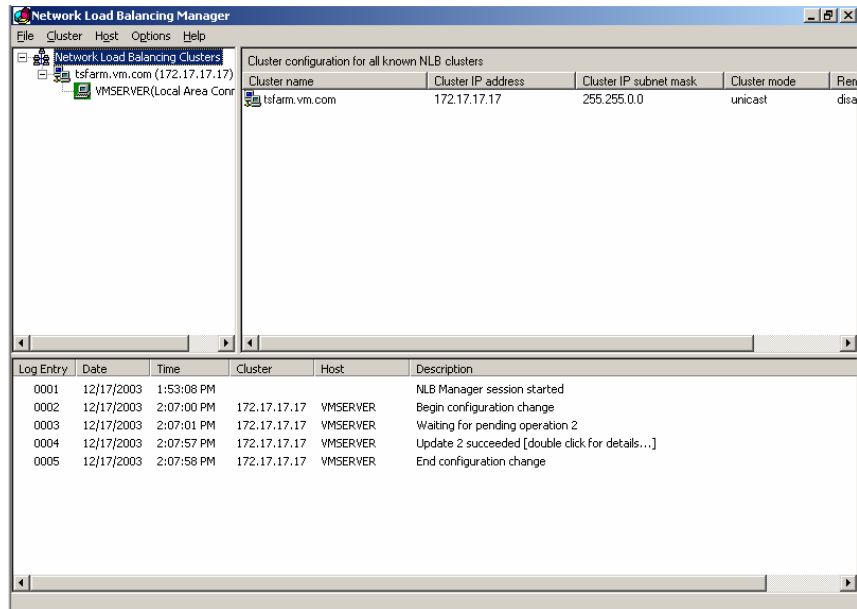 Network Load Balancing Manager
File Cluster Host Options Help
Network Load Balancing Clusters
tsfarm.vm.com (172.17.17.17)
VMSERVER(Local Area Conr
Cluster configuration for all known NLB clusters
Cluster name Cluster IP address Cluster IP subnet mask Cluster mode Ren
tsfarm.vm.com 172.17.17.17 255.255.0.0 unicast disa
Log Entry Date Time Cluster Host Description
0001 12/17/2003 1:53:08 PM NLB Manager session started
0002 12/17/2003 2:07:00 PM 172.17.17.17 VMSERVER Begin configuration change
0003 12/17/2003 2:07:01 PM 172.17.17.17 VMSERVER Waiting for pending operation 2
0004 12/17/2003 2:07:57 PM 172.17.17.17 VMSERVER Update 2 succeeded [double click for details...]
0005 12/17/2003 2:07:58 PM 172.17.17.17 VMSERVER End configuration change